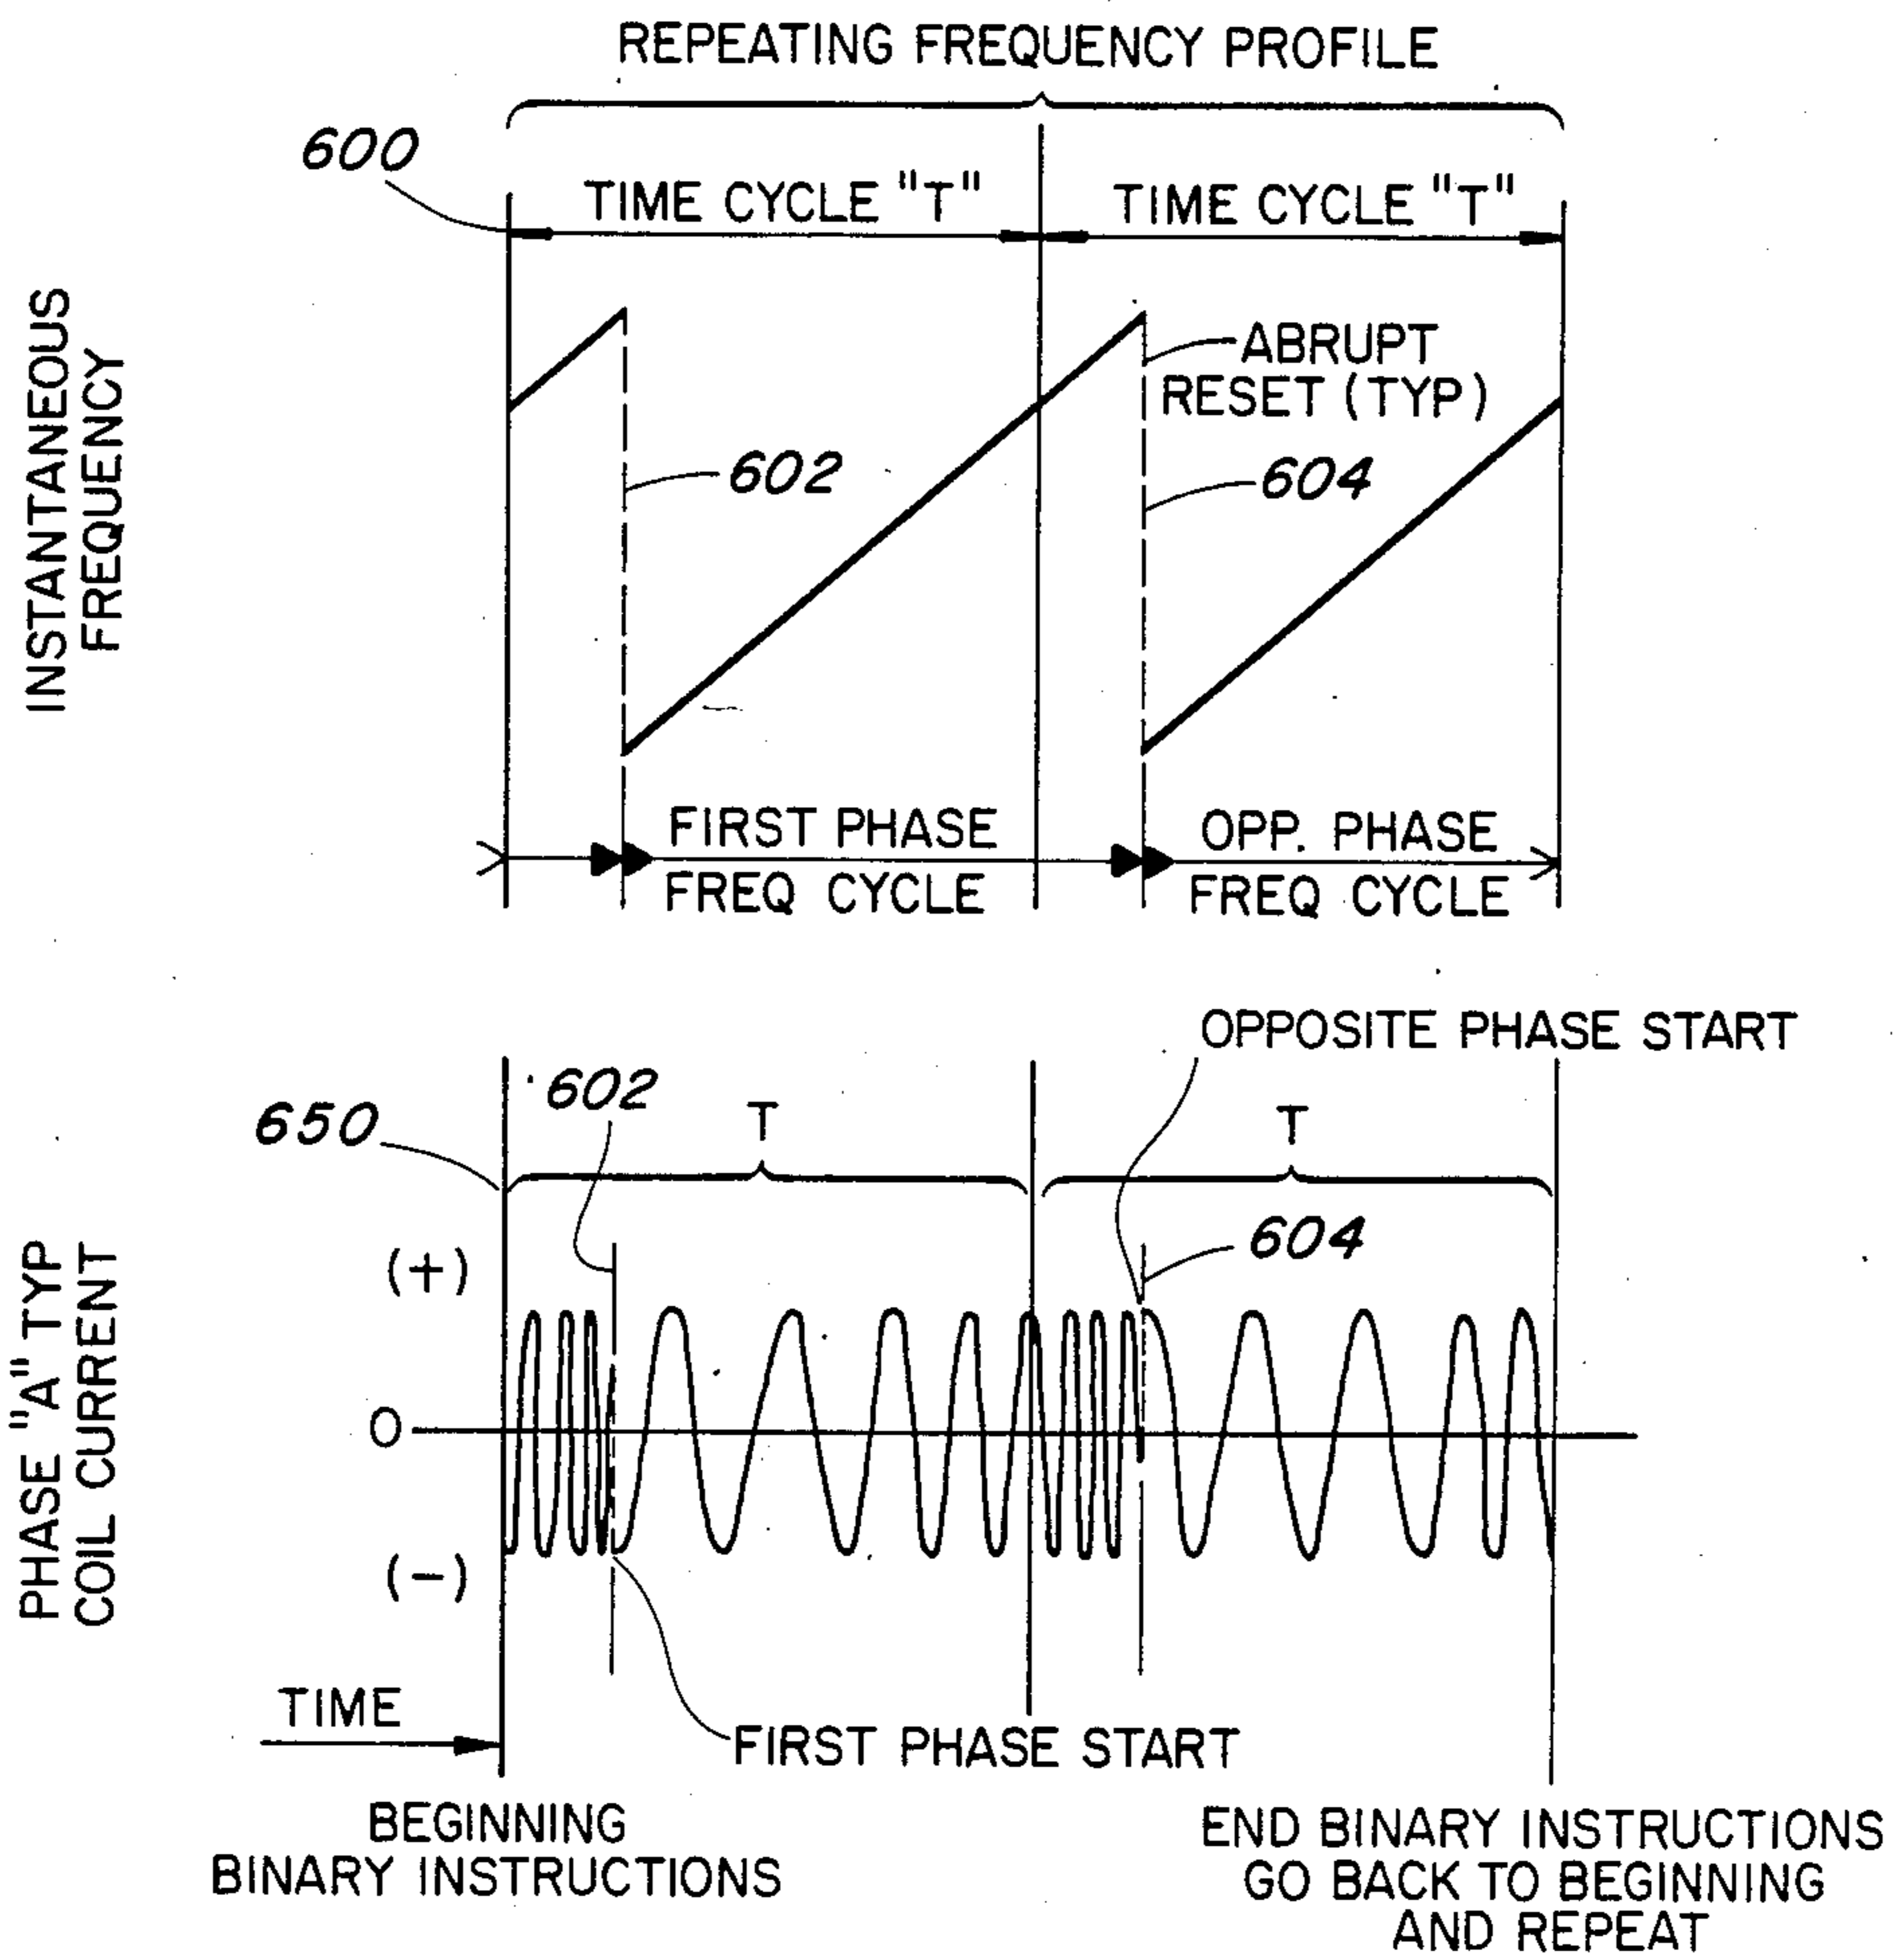 REPEATING FREQUENCY PROFILE
600
TIME CYCLE "T"
TIME CYCLE "T"
INSTANTANEOUS
FREQUENCY
ABRUPT
RESET (TYP)
602
604
FIRST PHASE
FREQ CYCLE
OPP. PHASE
FREQ CYCLE
OPPOSITE PHASE START
602
650
T
T
604
PHASE "A" TYP
COIL CURRENT
(+)
0
(-)
TIME
FIRST PHASE START
BEGINNING
BINARY INSTRUCTIONS
END BINARY INSTRUCTIONS
GO BACK TO BEGINNING
AND REPEAT